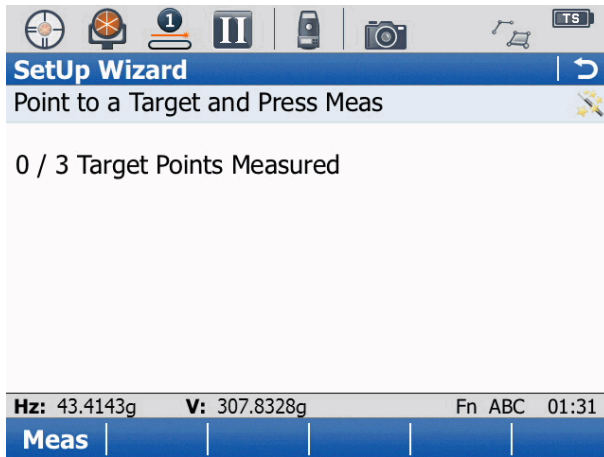 1 II TS
SetUp Wizard
Point to a Target and Press Meas
0 / 3 Target Points Measured
Hz: 43.4143g V: 307.8328g Fn ABC 01:31
Meas